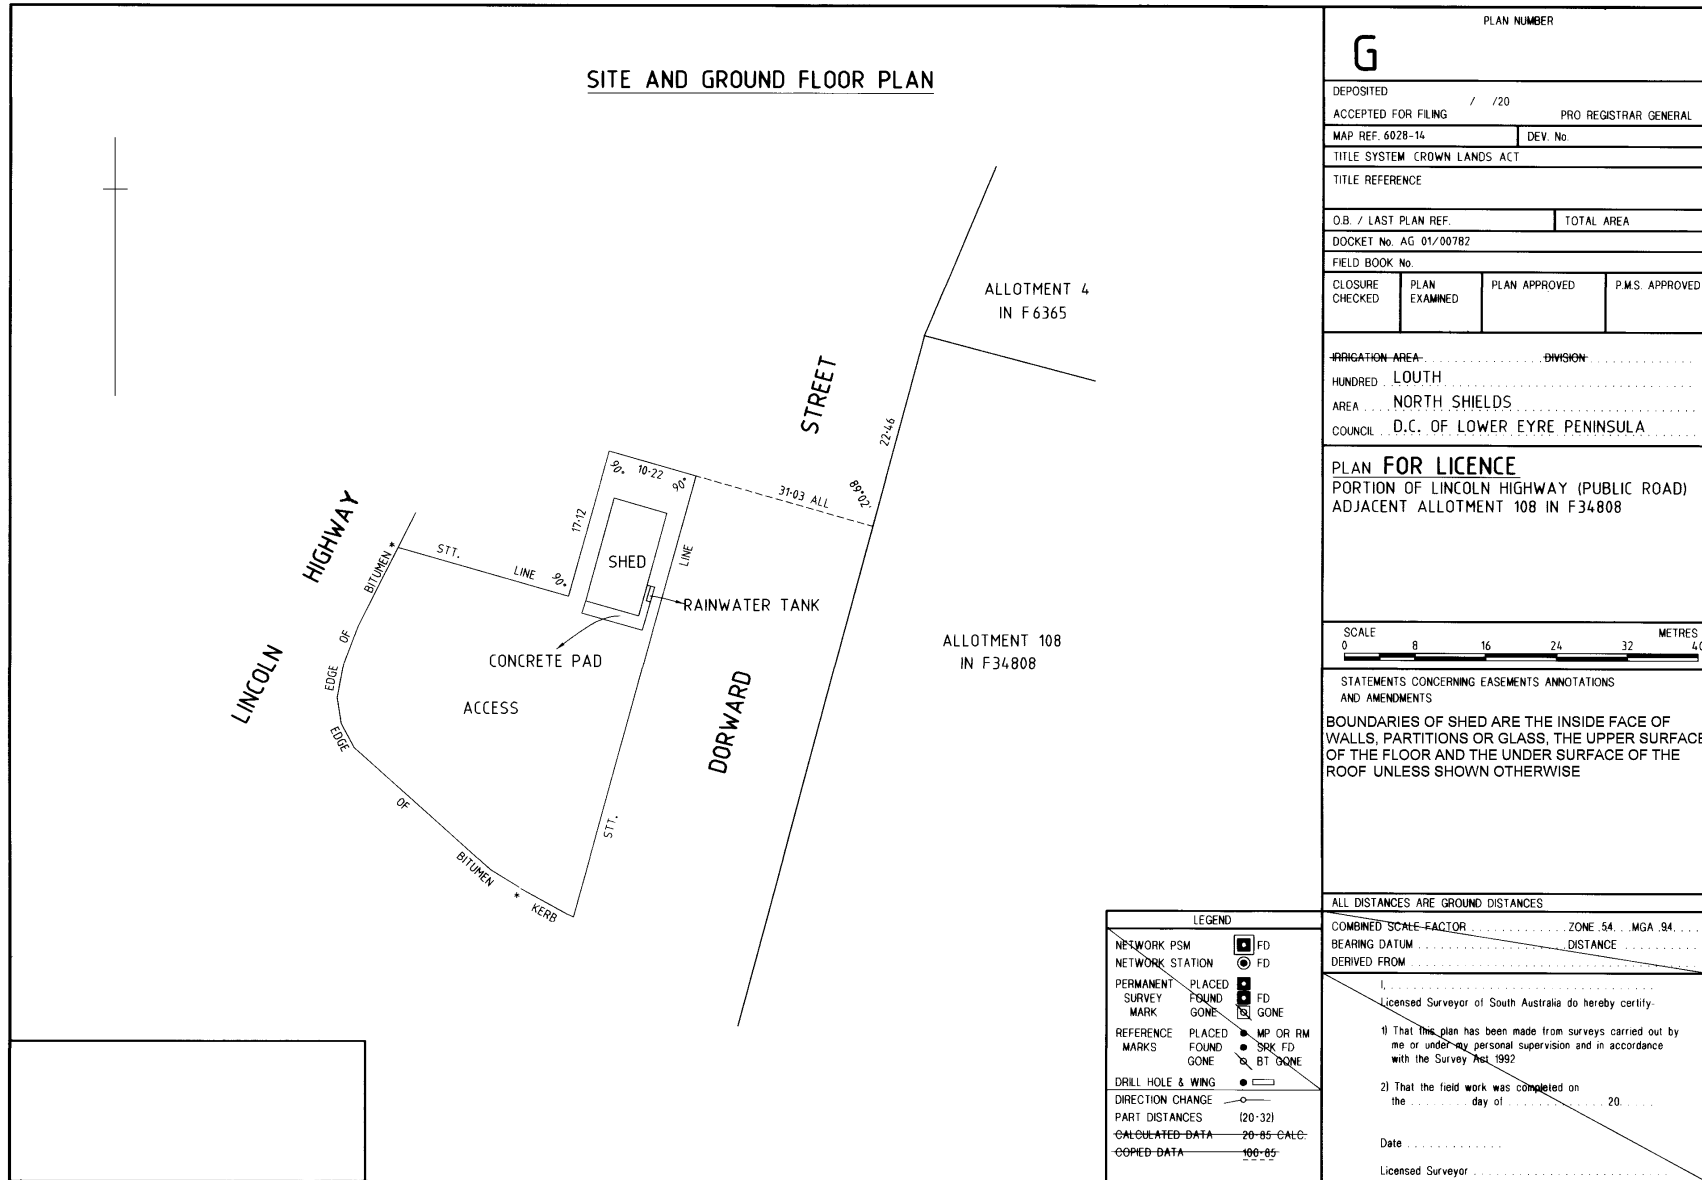 SITE AND GROUND FLOOR PLAN
ALLOTMENT 4
IN F6365
STREET
22·46
89°02'
31·03 ALL
90°
10·22
90°
17·12
SHED
LINE
HIGHWAY
BITUMEN *
STT.
LINE
90°
RAINWATER TANK
CONCRETE PAD
ALLOTMENT 108
IN F34808
OF
EDGE
LINCOLN
ACCESS
EDGE
DORWARD
OF
STT.
BITUMEN
*
KERB
LEGEND
NETWORK PSM FD
NETWORK STATION FD
PERMANENT PLACED
SURVEY FOUND FD
MARK GONE GONE
REFERENCE PLACED MP OR RM
MARKS FOUND SPK FD
GONE BT GONE
DRILL HOLE & WING
DIRECTION CHANGE
PART DISTANCES (20·32)
CALCULATED DATA 20·85 CALC.
COPIED DATA 100·85
PLAN NUMBER
G
DEPOSITED
/ /20
ACCEPTED FOR FILING PRO REGISTRAR GENERAL
MAP REF. 6028-14 DEV. No.
TITLE SYSTEM CROWN LANDS ACT
TITLE REFERENCE
O.B. / LAST PLAN REF. TOTAL AREA
DOCKET No. AG 01/00782
FIELD BOOK No.
CLOSURE PLAN PLAN APPROVED P.M.S. APPROVED
CHECKED EXAMINED
IRRIGATION AREA DIVISION
HUNDRED LOUTH
AREA NORTH SHIELDS
COUNCIL D.C. OF LOWER EYRE PENINSULA
PLAN FOR LICENCE
PORTION OF LINCOLN HIGHWAY (PUBLIC ROAD)
ADJACENT ALLOTMENT 108 IN F34808
SCALE METRES
0 8 16 24 32 40
STATEMENTS CONCERNING EASEMENTS ANNOTATIONS
AND AMENDMENTS
BOUNDARIES OF SHED ARE THE INSIDE FACE OF
WALLS, PARTITIONS OR GLASS, THE UPPER SURFACE
OF THE FLOOR AND THE UNDER SURFACE OF THE
ROOF UNLESS SHOWN OTHERWISE
ALL DISTANCES ARE GROUND DISTANCES
COMBINED SCALE FACTOR ZONE 54 MGA 94
BEARING DATUM DISTANCE
DERIVED FROM
I,
Licensed Surveyor of South Australia do hereby certify-
1) That this plan has been made from surveys carried out by
me or under my personal supervision and in accordance
with the Survey Act 1992
2) That the field work was completed on
the day of 20
Date
Licensed Surveyor